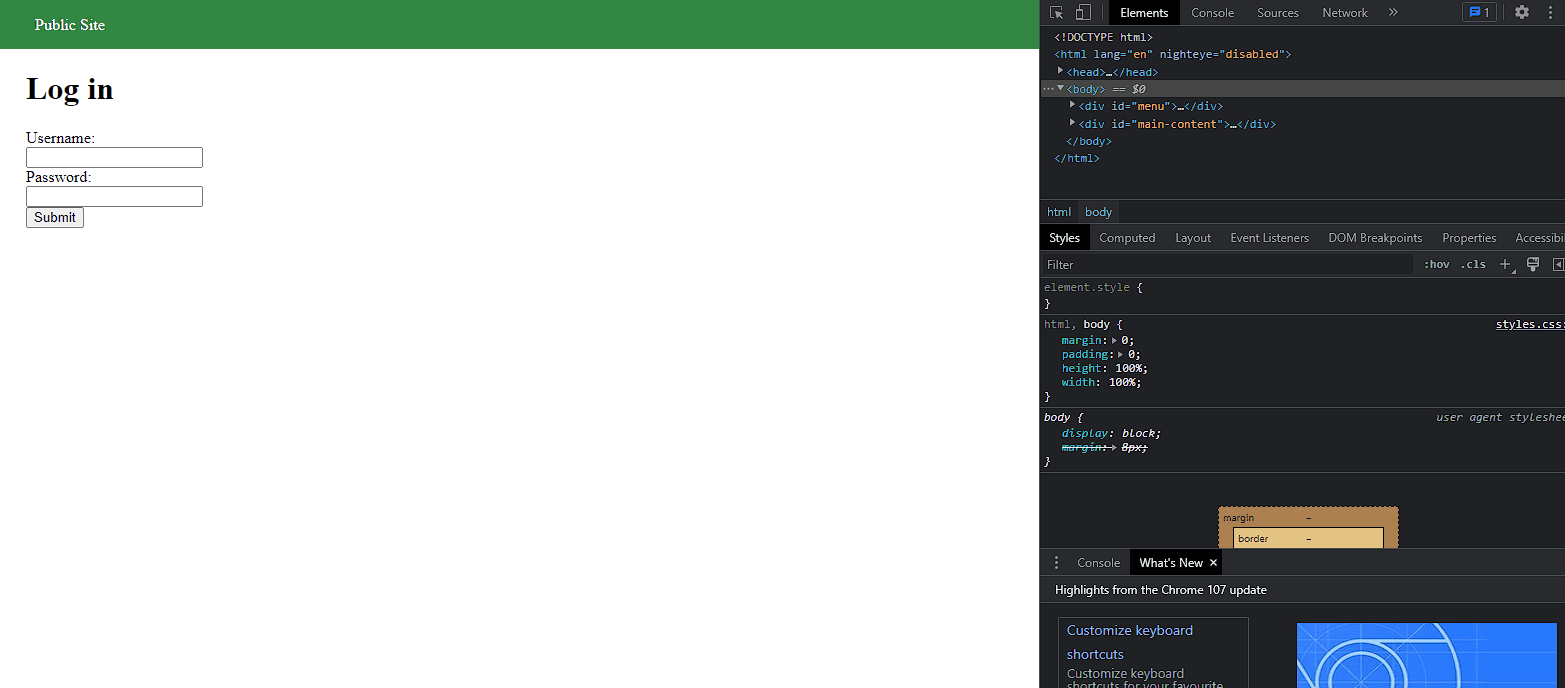 Public Site
Log in
Username:
Password:
Submit
Elements Console Sources Network » 1
<!DOCTYPE html>
<html lang="en" nighteye="disabled">
<head>…</head>
<body> == $0
<div id="menu">…</div>
<div id="main-content">…</div>
</body>
</html>
html body
Styles Computed Layout Event Listeners DOM Breakpoints Properties Accessibi
Filter :hov .cls +
element.style {
}
html, body { styles.css:
margin: 0;
padding: 0;
height: 100%;
width: 100%;
}
body { user agent styleshee
display: block;
margin: 8px;
}
margin –
border –
Console What's New ×
Highlights from the Chrome 107 update
Customize keyboard
shortcuts
Customize keyboard
shortcuts for your favourite